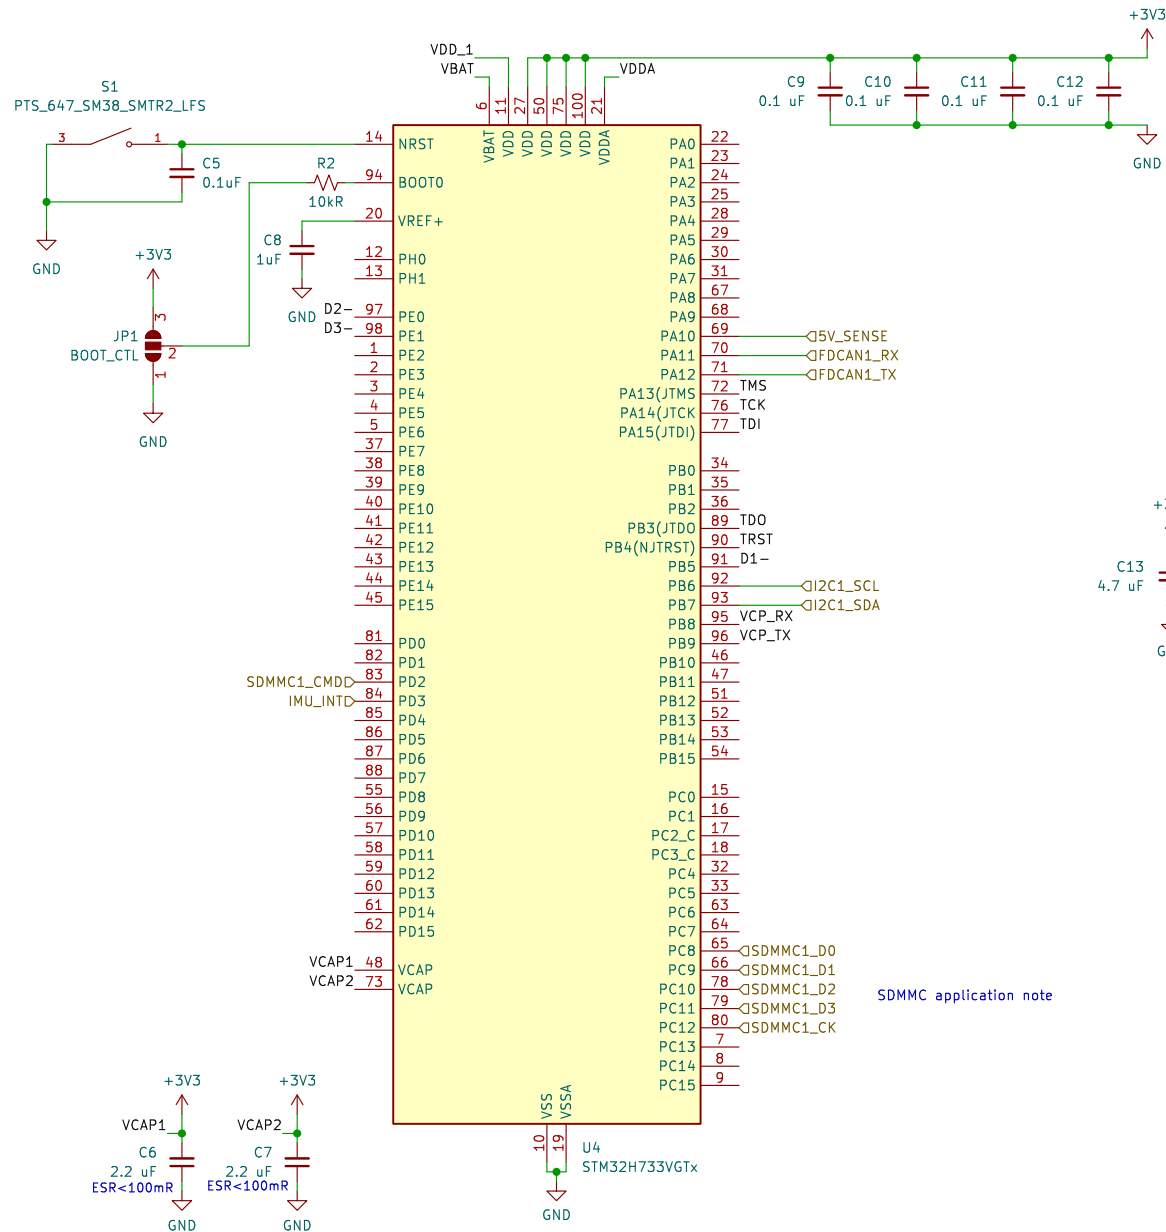 +3V3
VDD_1
VBAT
VDDA
S1
PTS_647_SM38_SMTR2_LFS
3
1
C5
0.1uF
GND
R2
10kR
C8
1uF
GND
+3V3
JP1
BOOT_CTL
3
2
1
GND
C9
0.1 uF
C10
0.1 uF
C11
0.1 uF
C12
0.1 uF
GND
6
11
27
50
75
100
21
VBAT
VDD
VDD
VDD
VDD
VDD
VDDA
14 NRST
94 BOOT0
20 VREF+
12 PH0
13 PH1
D2- 97 PE0
D3- 98 PE1
1 PE2
2 PE3
3 PE4
4 PE5
5 PE6
37 PE7
38 PE8
39 PE9
40 PE10
41 PE11
42 PE12
43 PE13
44 PE14
45 PE15
81 PD0
82 PD1
SDMMC1_CMD 83 PD2
IMU_INT 84 PD3
85 PD4
86 PD5
87 PD6
88 PD7
55 PD8
56 PD9
57 PD10
58 PD11
59 PD12
60 PD13
61 PD14
62 PD15
VCAP1 48 VCAP
VCAP2 73 VCAP
PA0 22
PA1 23
PA2 24
PA3 25
PA4 28
PA5 29
PA6 30
PA7 31
PA8 67
PA9 68
PA10 69 5V_SENSE
PA11 70 FDCAN1_RX
PA12 71 FDCAN1_TX
PA13(JTMS 72 TMS
PA14(JTCK 76 TCK
PA15(JTDI) 77 TDI
PB0 34
PB1 35
PB2 36
PB3(JTDO 89 TDO
PB4(NJTRST) 90 TRST
PB5 91 D1-
PB6 92 I2C1_SCL
PB7 93 I2C1_SDA
PB8 95 VCP_RX
PB9 96 VCP_TX
PB10 46
PB11 47
PB12 51
PB13 52
PB14 53
PB15 54
PC0 15
PC1 16
PC2_C 17
PC3_C 18
PC4 32
PC5 33
PC6 63
PC7 64
PC8 65 SDMMC1_D0
PC9 66 SDMMC1_D1
PC10 78 SDMMC1_D2
PC11 79 SDMMC1_D3
PC12 80 SDMMC1_CK
PC13 7
PC14 8
PC15 9
SDMMC application note
C13
4.7 uF
VSS
VSSA
10
19
U4
STM32H733VGTx
GND
+3V3
VCAP1
C6
2.2 uF
ESR<100mR
GND
+3V3
VCAP2
C7
2.2 uF
ESR<100mR
GND